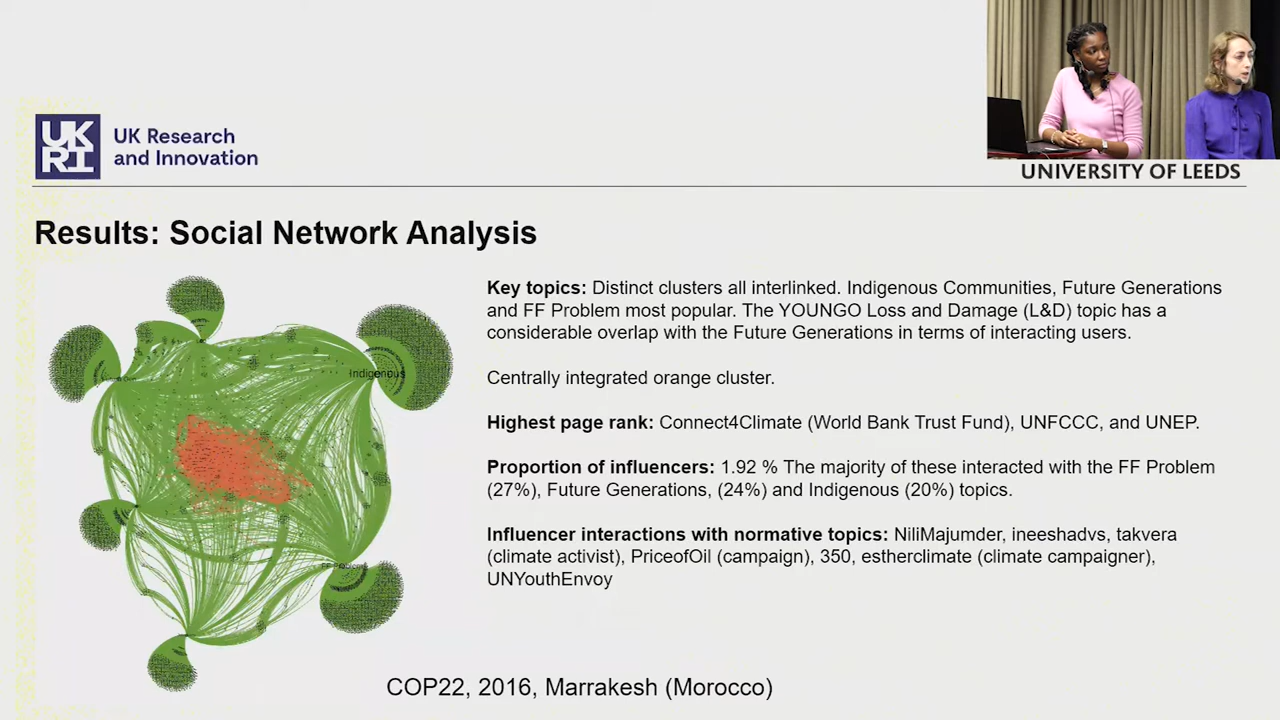 UK
RI
UK Research
and Innovation
UNIVERSITY OF LEEDS
Results: Social Network Analysis
Key topics: Distinct clusters all interlinked. Indigenous Communities, Future Generations
and FF Problem most popular. The YOUNGO Loss and Damage (L&D) topic has a
considerable overlap with the Future Generations in terms of interacting users.
Centrally integrated orange cluster.
Highest page rank: Connect4Climate (World Bank Trust Fund), UNFCCC, and UNEP.
Proportion of influencers: 1.92 % The majority of these interacted with the FF Problem
(27%), Future Generations, (24%) and Indigenous (20%) topics.
Influencer interactions with normative topics: NiliMajumder, ineeshadvs, takvera
(climate activist), PriceofOil (campaign), 350, estherclimate (climate campaigner),
UNYouthEnvoy
Indigenous
FF Problem
COP22, 2016, Marrakesh (Morocco)